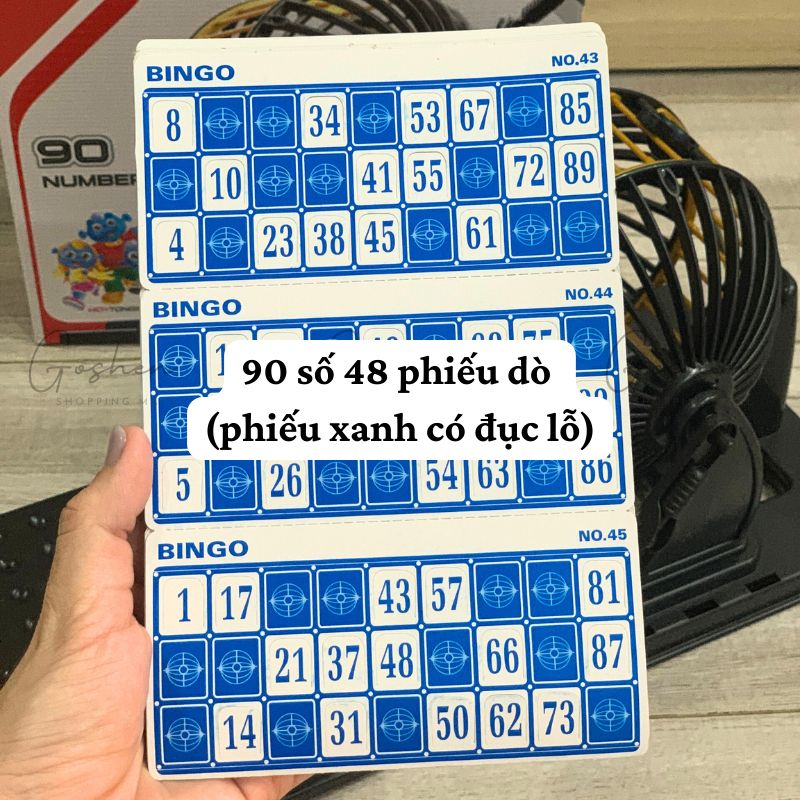 90
NUMBER
BINGO NO.43
8 34 53 67 85
10 41 55 72 89
4 23 38 45 61
BINGO NO.44
90 số 48 phiếu dò
(phiếu xanh có đục lỗ)
5 26 54 63 86
BINGO NO.45
1 17 43 57 81
21 37 48 66 87
14 31 50 62 73